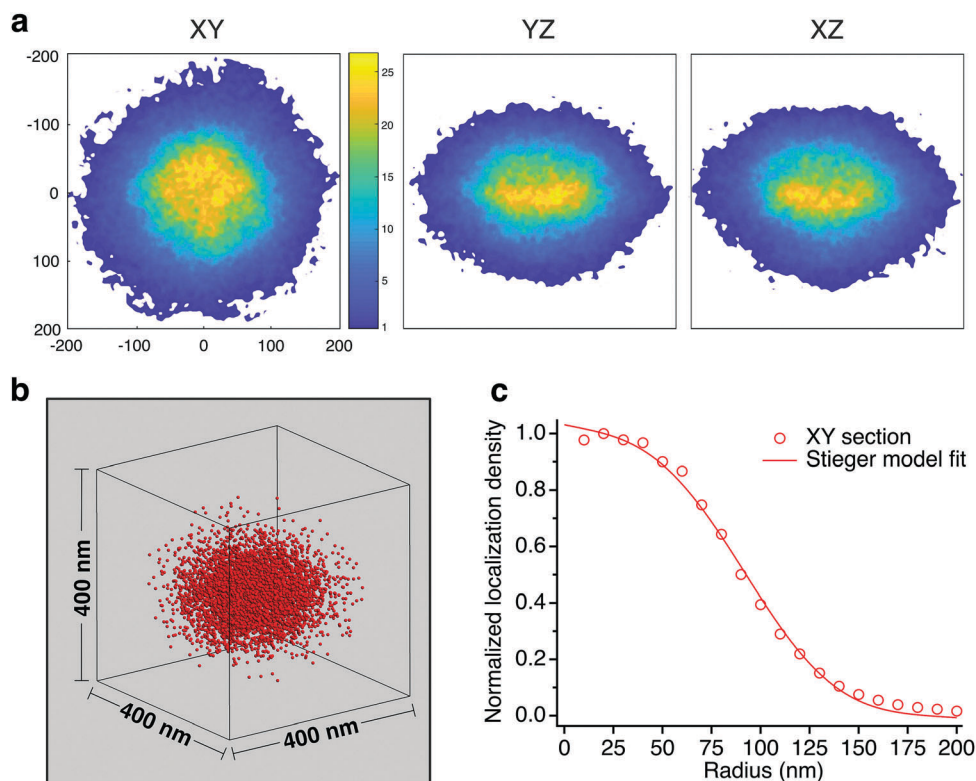 a
XY
YZ
XZ
-200
-100
0
100
200
-200
-100
0
100
200
25
20
15
10
5
1
b
400 nm
400 nm
400 nm
c
Normalized localization density
1.0
0.8
0.6
0.4
0.2
0.0
XY section
Stieger model fit
0
25
50
75
100
125
150
175
200
Radius (nm)